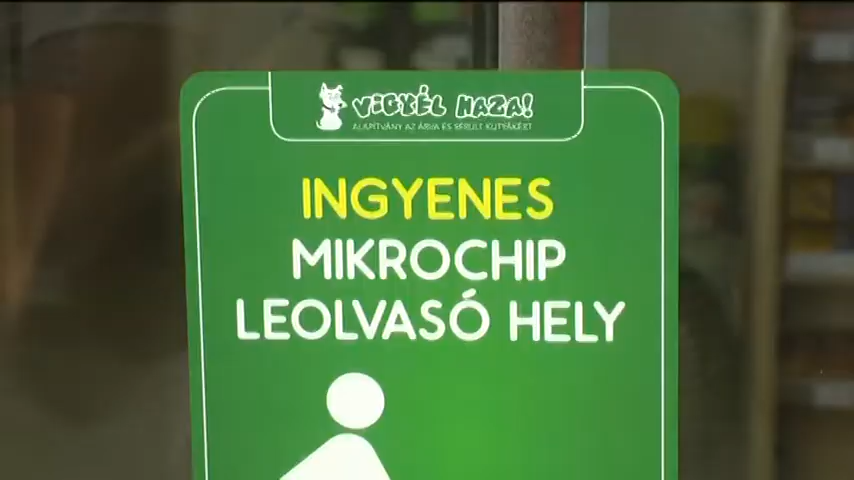 VIGYÉL HAZA!
ALAPÍTVÁNY AZ ÁRVA ÉS SÉRÜLT KUTYÁKÉRT
INGYENES
MIKROCHIP
LEOLVASÓ HELY